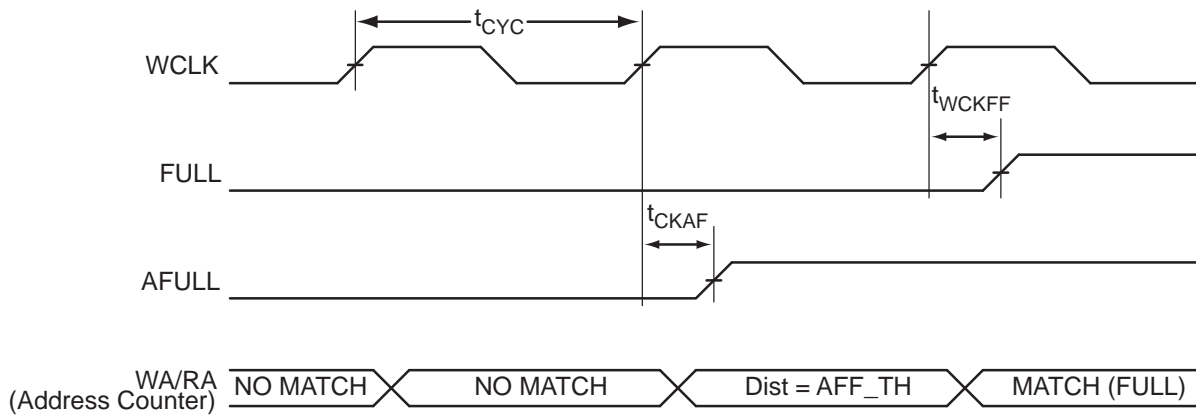 tCYC
WCLK
tWCKFF
FULL
tCKAF
AFULL
WA/RA
(Address Counter)
NO MATCH
NO MATCH
Dist = AFF_TH
MATCH (FULL)